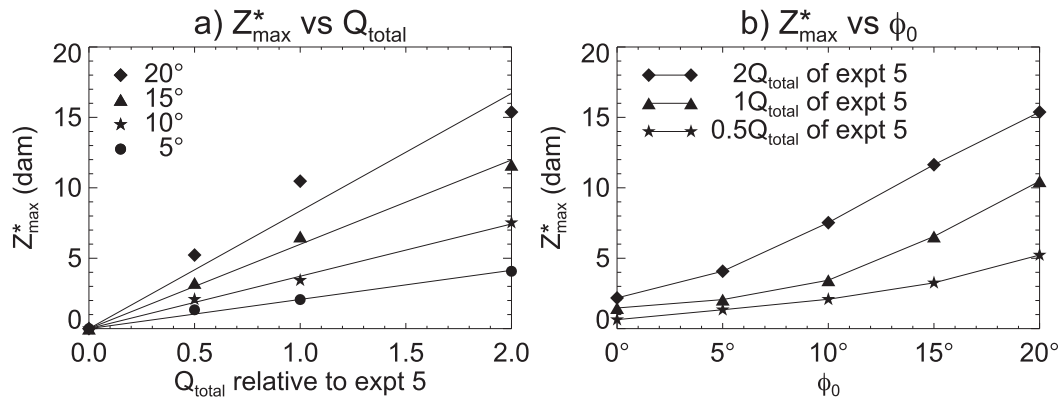 a) Z*max vs Qtotal
20
15
10
5
0
Z*max (dam)
20°
15°
10°
5°
0.0 0.5 1.0 1.5 2.0
Qtotal relative to expt 5
b) Z*max vs ϕ0
20
15
10
5
0
Z*max (dam)
2Qtotal of expt 5
1Qtotal of expt 5
0.5Qtotal of expt 5
0° 5° 10° 15° 20°
ϕ0